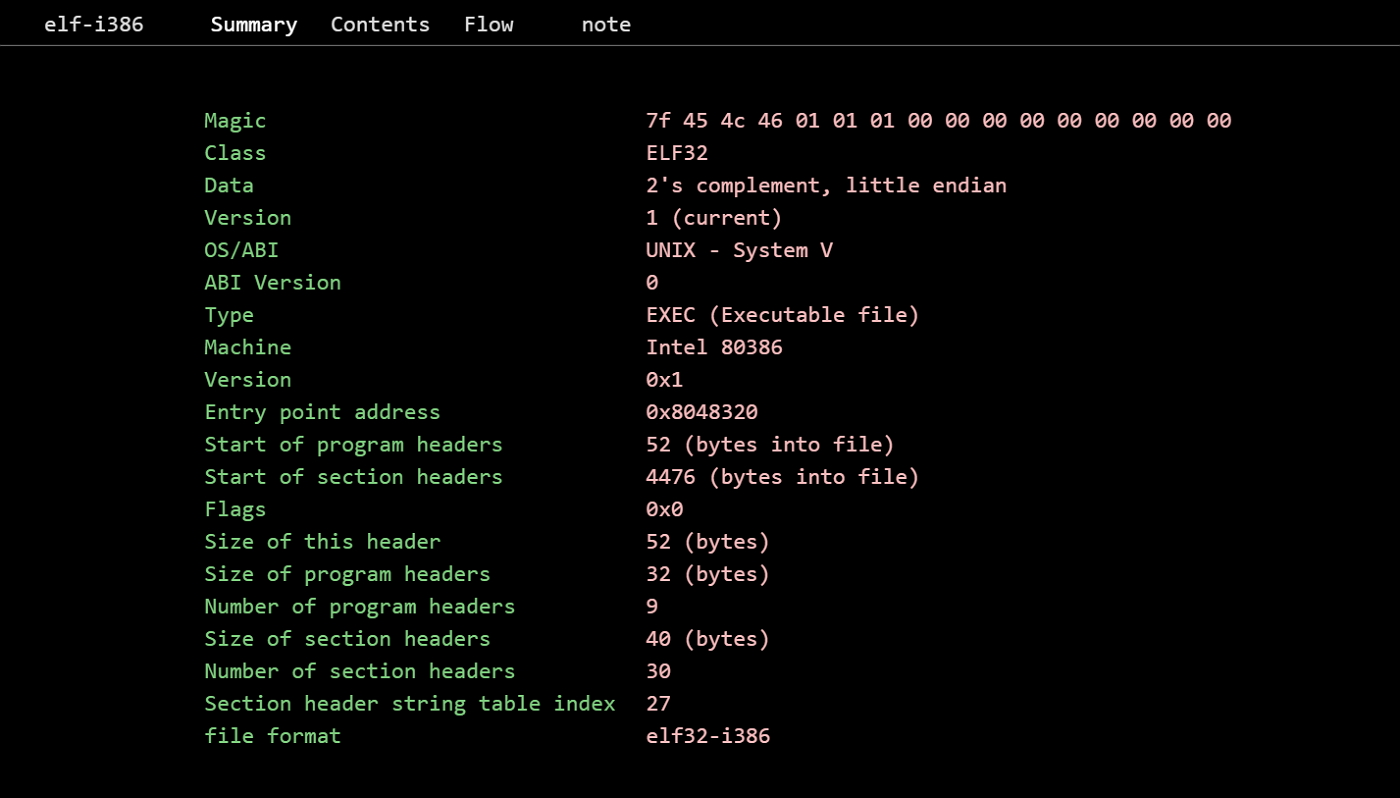 elf-i386 Summary Contents Flow note
Magic 7f 45 4c 46 01 01 01 00 00 00 00 00 00 00 00 00
Class ELF32
Data 2's complement, little endian
Version 1 (current)
OS/ABI UNIX - System V
ABI Version 0
Type EXEC (Executable file)
Machine Intel 80386
Version 0x1
Entry point address 0x8048320
Start of program headers 52 (bytes into file)
Start of section headers 4476 (bytes into file)
Flags 0x0
Size of this header 52 (bytes)
Size of program headers 32 (bytes)
Number of program headers 9
Size of section headers 40 (bytes)
Number of section headers 30
Section header string table index 27
file format elf32-i386